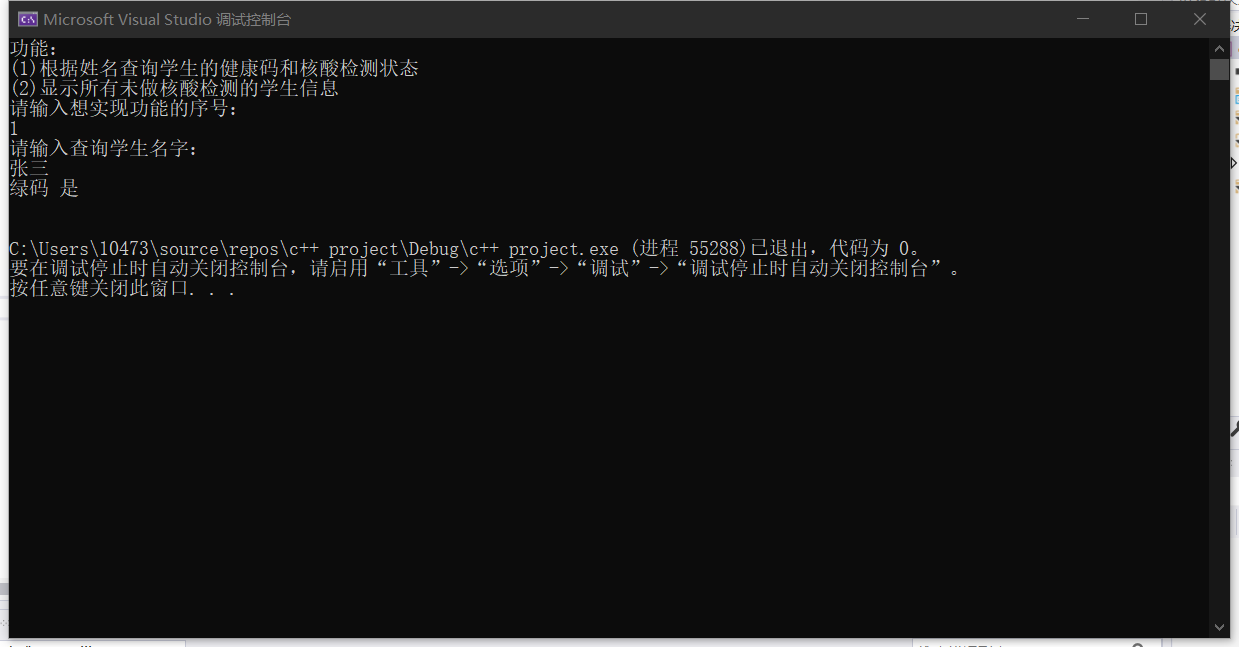 Microsoft Visual Studio 调试控制台
功能：
(1)根据姓名查询学生的健康码和核酸检测状态
(2)显示所有未做核酸检测的学生信息
请输入想实现功能的序号：
1
请输入查询学生名字：
张三
绿码 是
C:\Users\10473\source\repos\c++ project\Debug\c++ project.exe (进程 55288)已退出，代码为 0。
要在调试停止时自动关闭控制台，请启用“工具”->“选项”->“调试”->“调试停止时自动关闭控制台”。
按任意键关闭此窗口. . .